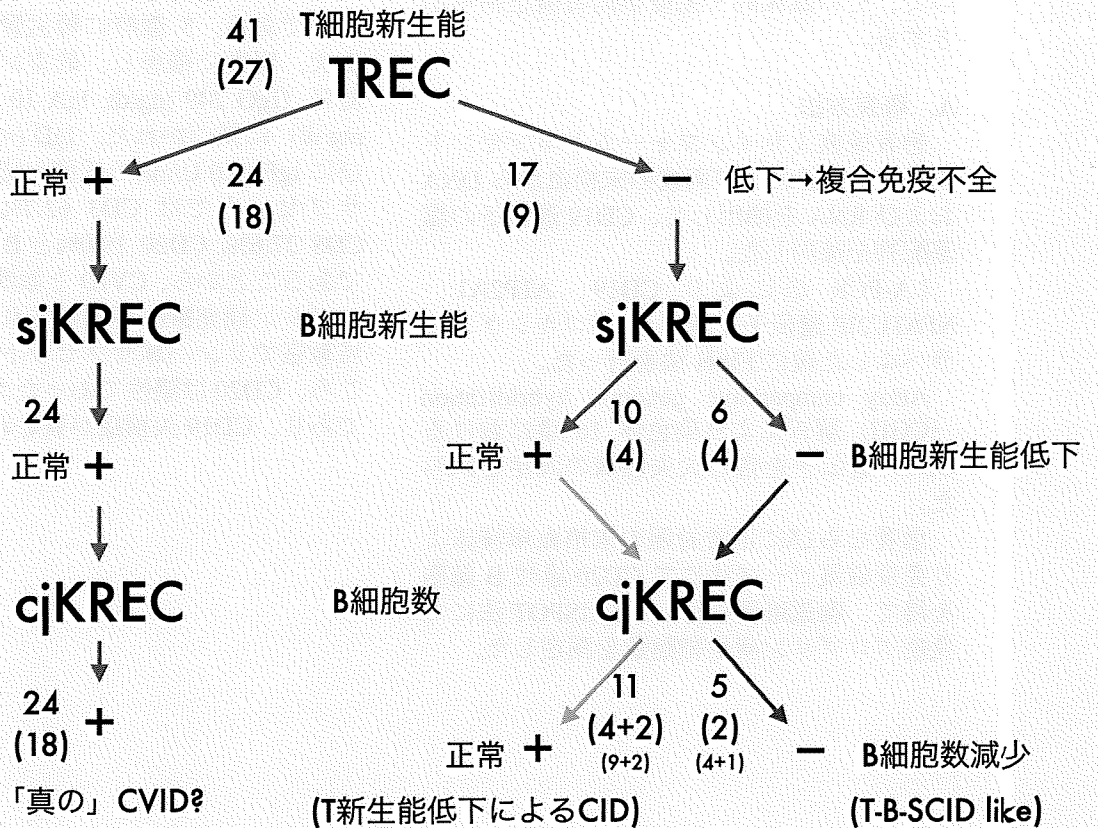 41 T細胞新生能
(27) TREC
正常 + 24 17 − 低下→複合免疫不全
(18) (9)
sjKREC B細胞新生能 sjKREC
24 10 6
正常 + 正常 + (4) (4) − B細胞新生能低下
cjKREC B細胞数 cjKREC
24 + 11 5
(18) (4+2) (2)
正常 + (9+2) (4+1) − B細胞数減少
「真の」CVID? (T新生能低下によるCID) (T-B-SCID like)